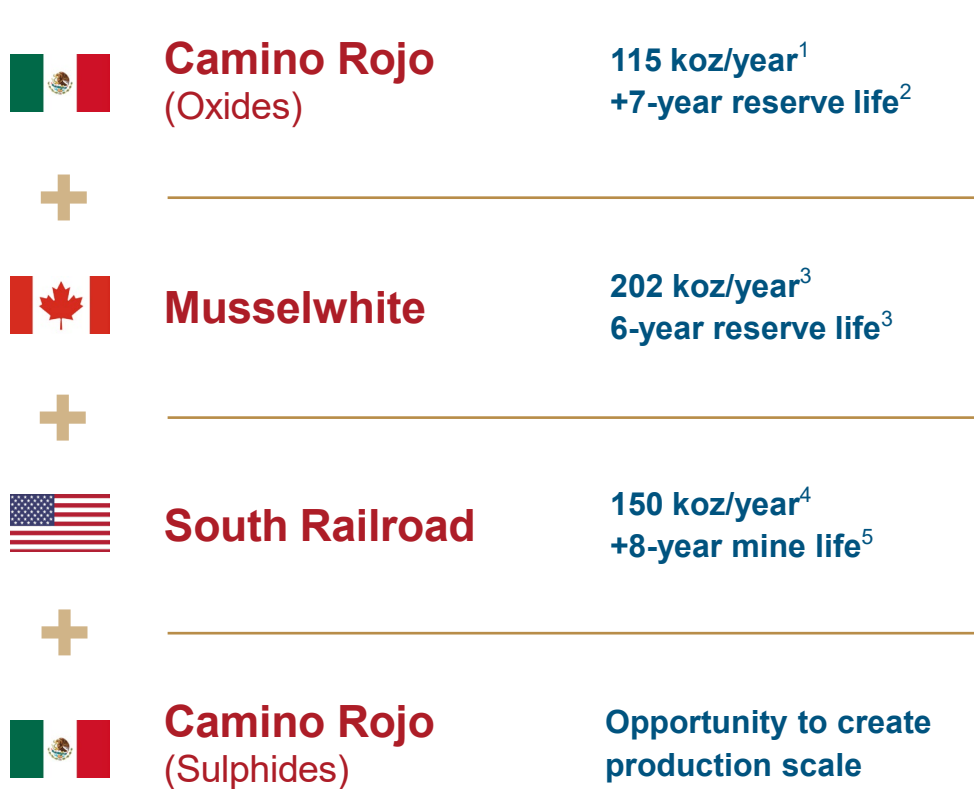 Camino Rojo
(Oxides)
115 koz/year¹
+7-year reserve life²
Musselwhite
202 koz/year³
6-year reserve life³
South Railroad
150 koz/year⁴
+8-year mine life⁵
Camino Rojo
(Sulphides)
Opportunity to create
production scale